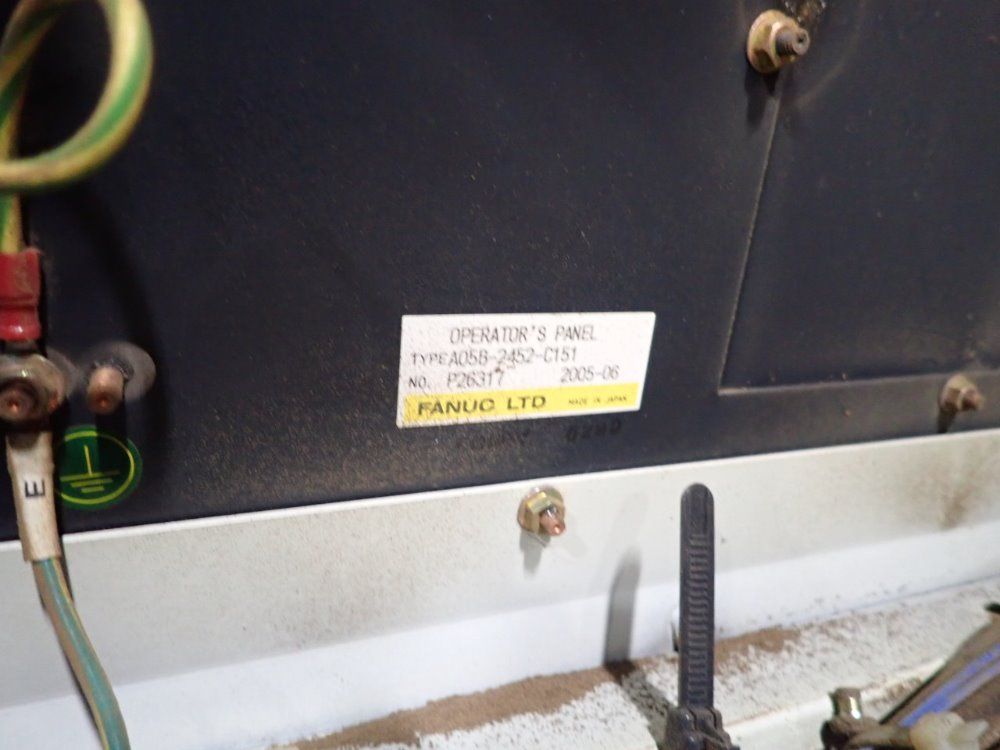 OPERATOR'S PANEL
TYPE A05B-2452-C151
NO. P26317 2005-06
FANUC LTD MADE IN JAPAN
E